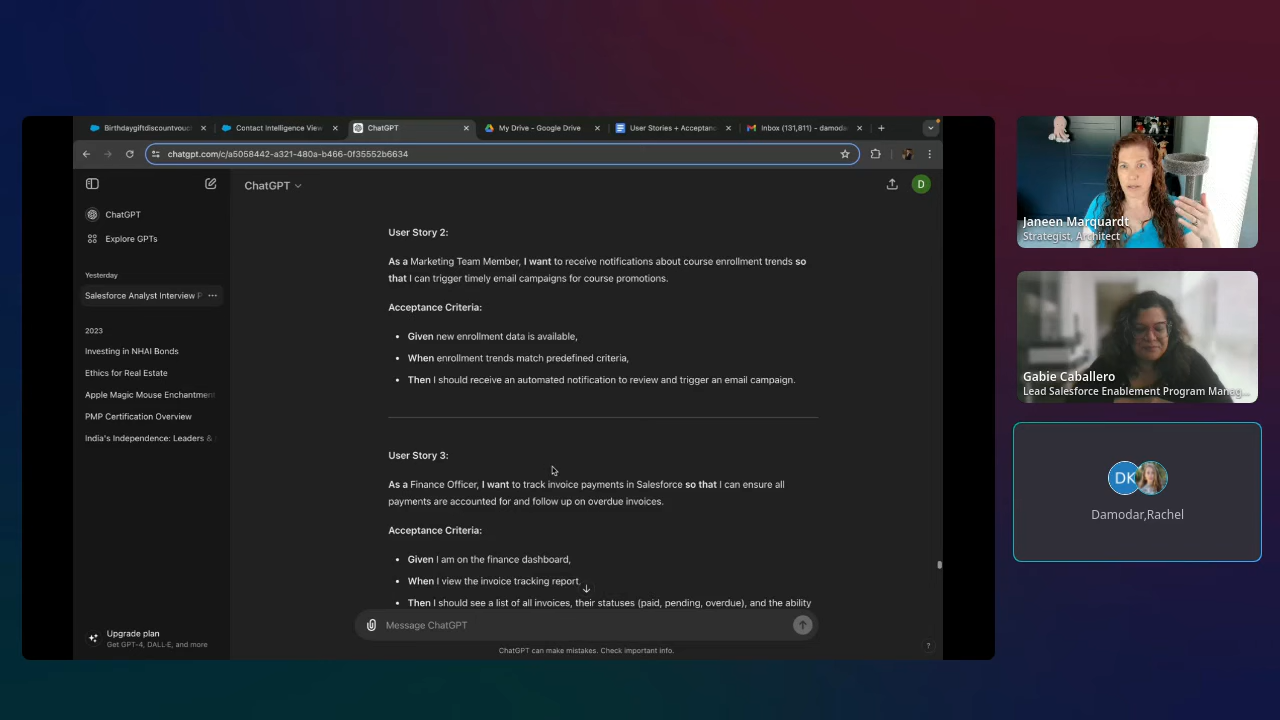 Birthdaygiftdiscountvouc
Contact Intelligence View
ChatGPT
My Drive - Google Drive
User Stories + Acceptanc
Inbox (131,811) - damoda
chatgpt.com/c/a5058442-a321-480a-b466-0f35552b6634
ChatGPT
D
ChatGPT
Explore GPTs
Yesterday
Salesforce Analyst Interview P
2023
Investing in NHAI Bonds
Ethics for Real Estate
Apple Magic Mouse Enchantment
PMP Certification Overview
India's Independence: Leaders &
Upgrade plan
Get GPT-4, DALL·E, and more
User Story 2:
As a Marketing Team Member, I want to receive notifications about course enrollment trends so
that I can trigger timely email campaigns for course promotions.
Acceptance Criteria:
• Given new enrollment data is available,
• When enrollment trends match predefined criteria,
• Then I should receive an automated notification to review and trigger an email campaign.
User Story 3:
As a Finance Officer, I want to track invoice payments in Salesforce so that I can ensure all
payments are accounted for and follow up on overdue invoices.
Acceptance Criteria:
• Given I am on the finance dashboard,
• When I view the invoice tracking report,
• Then I should see a list of all invoices, their statuses (paid, pending, overdue), and the ability
Message ChatGPT
ChatGPT can make mistakes. Check important info.
?
Janeen Marquardt
Strategist, Architect
Gabie Caballero
Lead Salesforce Enablement Program Manag...
DK
Damodar,Rachel